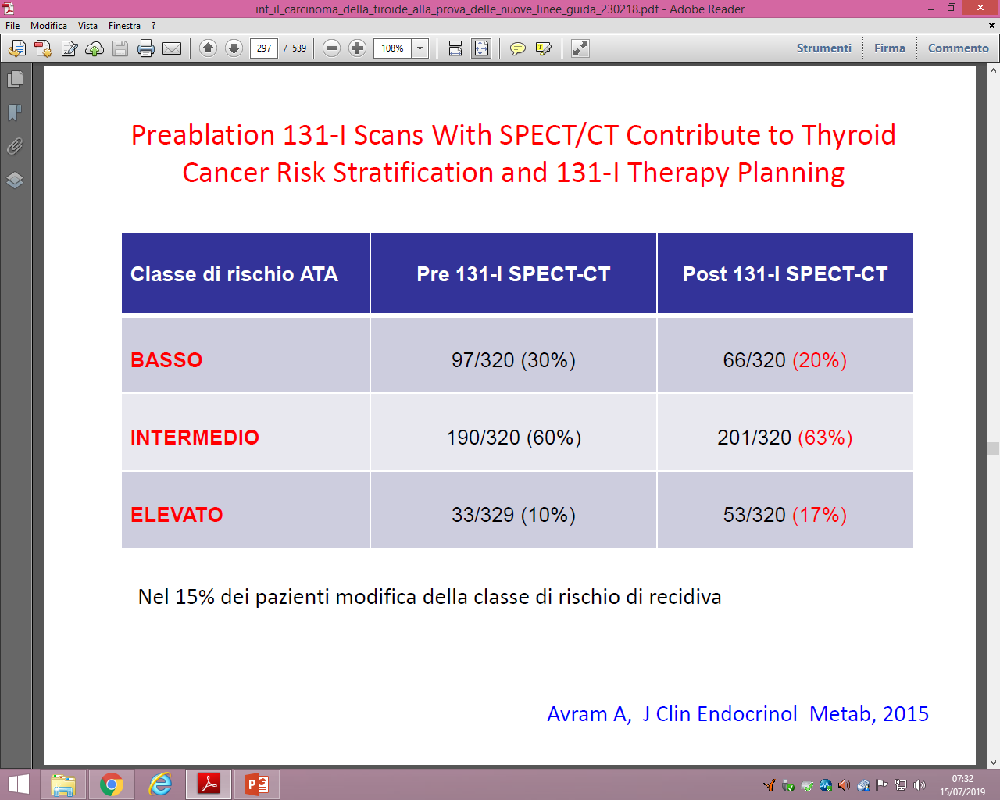 int_il_carcinoma_della_tiroide_alla_prova_delle_nuove_linee_guida_230218.pdf - Adobe Reader
File Modifica Vista Finestra ?
297 / 539 108% Strumenti Firma Commento
Preablation 131-I Scans With SPECT/CT Contribute to Thyroid
Cancer Risk Stratification and 131-I Therapy Planning
Classe di rischio ATA Pre 131-I SPECT-CT Post 131-I SPECT-CT
BASSO 97/320 (30%) 66/320 (20%)
INTERMEDIO 190/320 (60%) 201/320 (63%)
ELEVATO 33/329 (10%) 53/320 (17%)
Nel 15% dei pazienti modifica della classe di rischio di recidiva
Avram A, J Clin Endocrinol Metab, 2015
07:32
15/07/2019